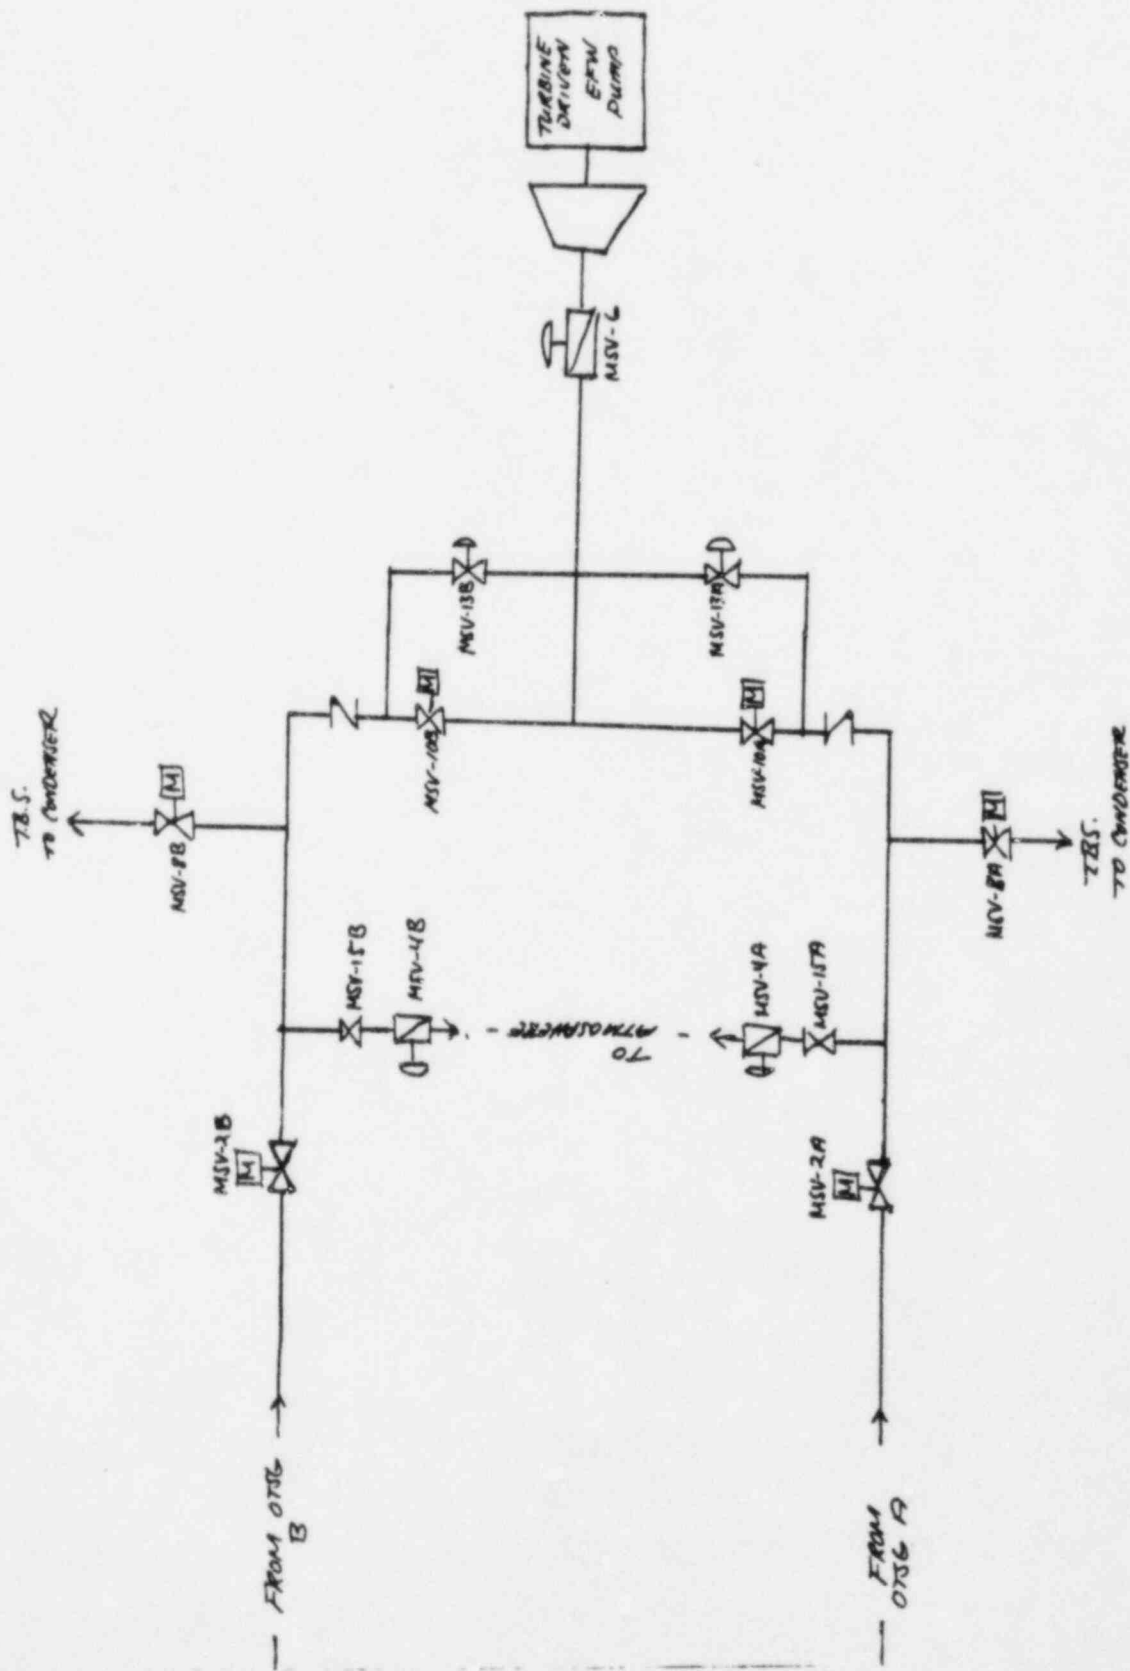 TURBINE
DRIVEN
EFW
PUMP
MSV-6
MSV-13B
MSV-13A
M
MSV-10B
M
MSV-10A
T.B.S.
TO CONDENSER
M
MSV-8B
M
MSV-8A
T.B.S.
TO CONDENSER
MSV-15B
MSV-4B
TO
ATMOSPHERE
MSV-4A
MSV-15A
MSV-2B
M
MSV-2A
M
FROM OTSG
B
FROM
OTSG A